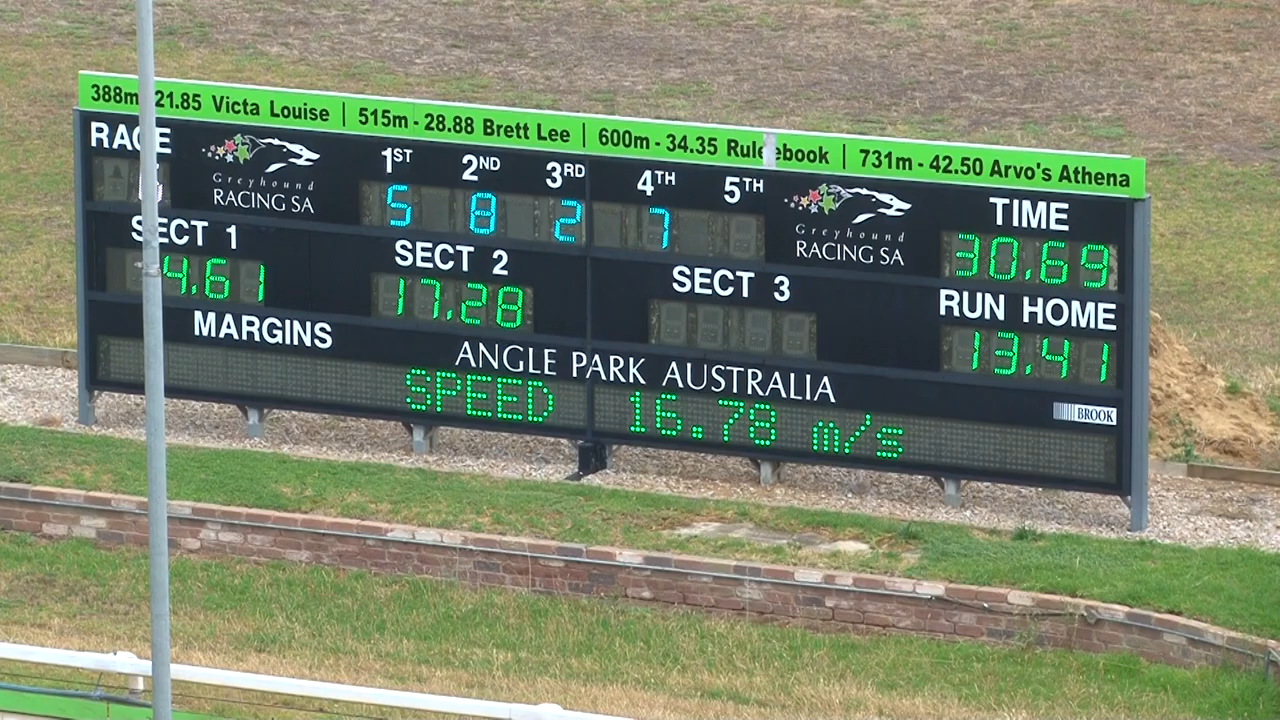 388m 21.85 Victa Louise | 515m - 28.88 Brett Lee | 600m - 34.35 | 731m - 42.50 Arvo's Athena
RACE
Greyhound
RACING SA
1ST 2ND 3RD 4TH 5TH
5 8 2 7
Greyhound
RACING SA
TIME
30.69
SECT 1
4.61
SECT 2
17.28
SECT 3
RUN HOME
13.41
MARGINS
ANGLE PARK AUSTRALIA
BROOK
SPEED 16.78 m/s